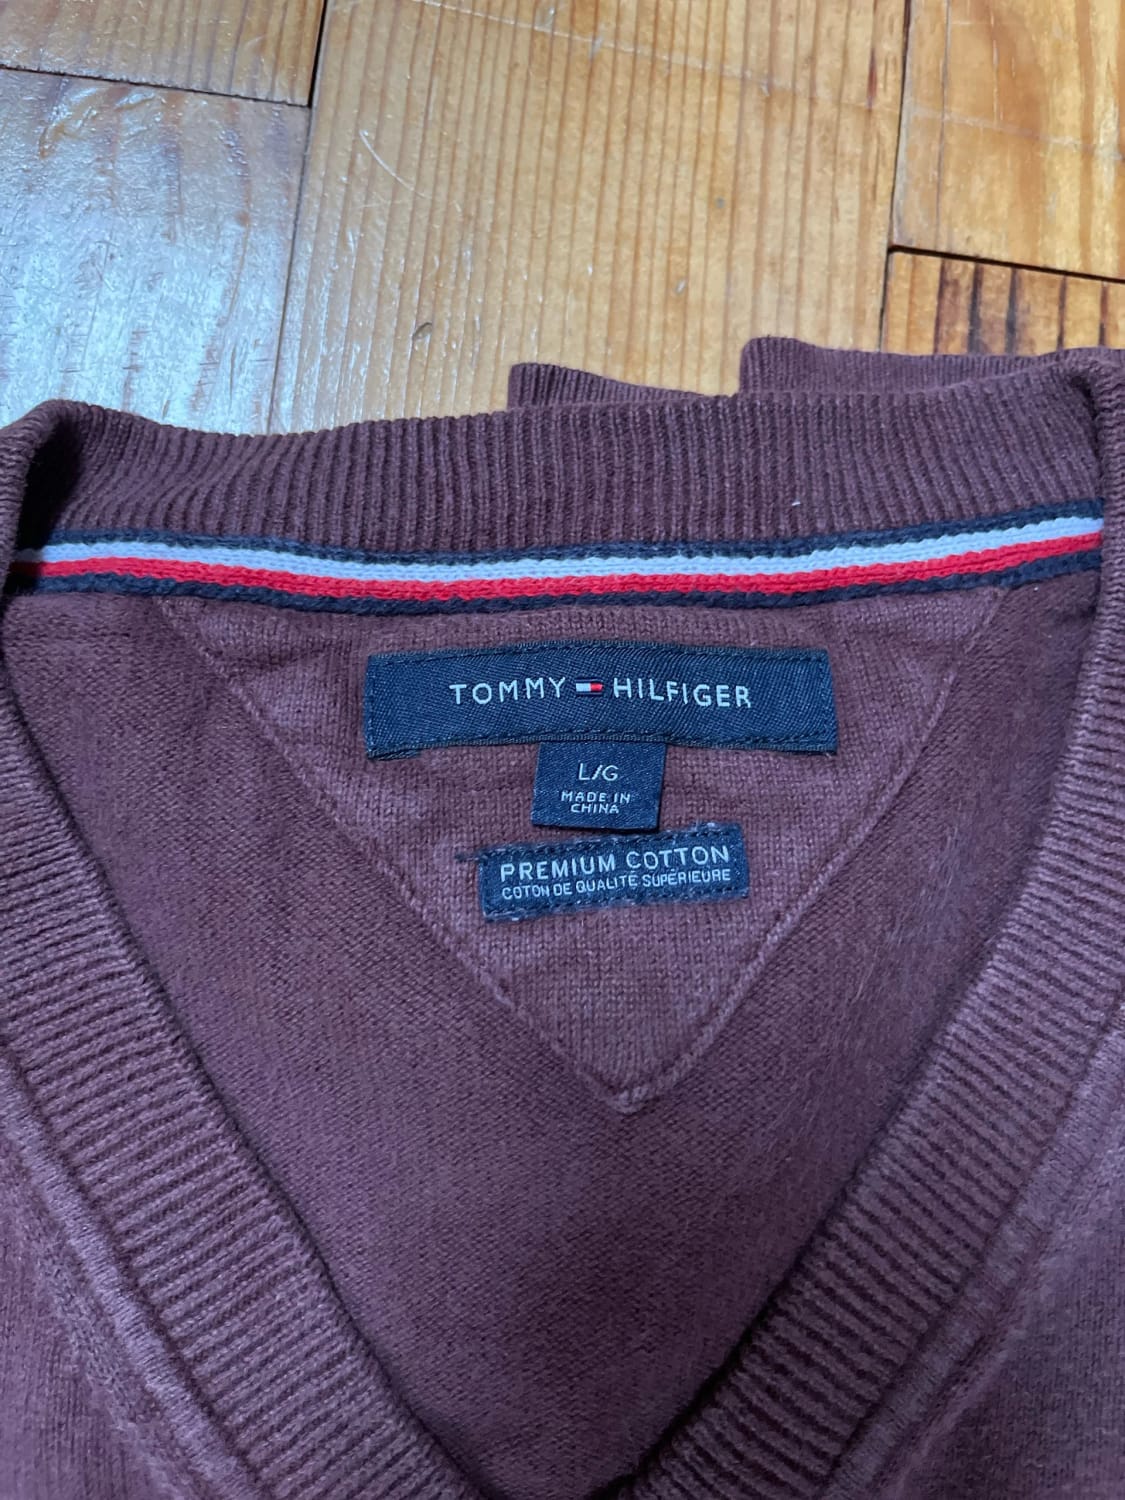 TOMMY HILFIGER
L/G
MADE IN
CHINA
PREMIUM COTTON
COTON DE QUALITÉ SUPÉRIEURE